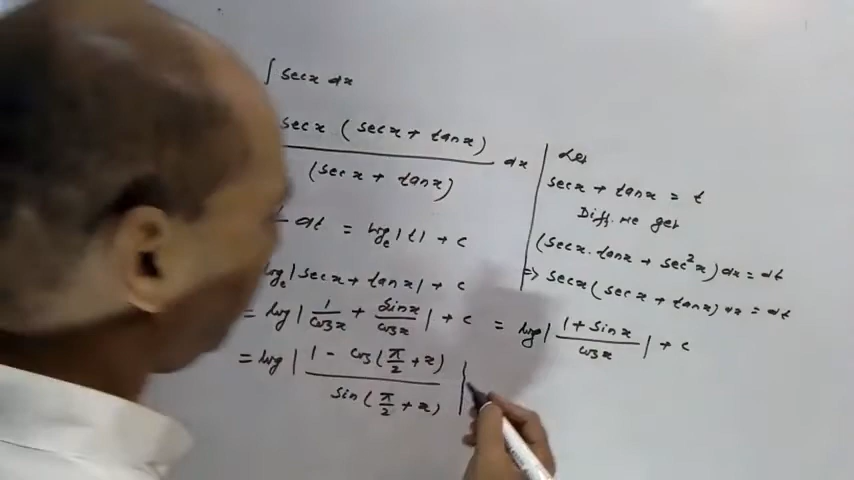 ∫ secx dx
secx (secx + tanx)
(secx + tanx) dx
dt = logₑ|t| + c
logₑ|secx + tanx| + c
= log|1/cosx + sinx/cosx| + c = log|(1 + sinx)/cosx| + c
= log|(1 - cos(π/2 + x))/sin(π/2 + x)|
Let
secx + tanx = t
Diff. we get
(secx.tanx + sec²x)dx = dt
=> secx(secx + tanx)dx = dt